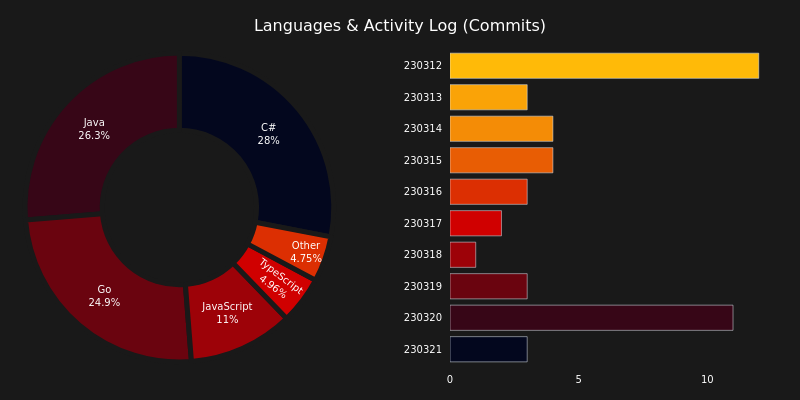 Languages & Activity Log (Commits)
C#
28%
Java
26.3%
Go
24.9%
JavaScript
11%
TypeScript
4.96%
Other
4.75%
230312
230313
230314
230315
230316
230317
230318
230319
230320
230321
0
5
10